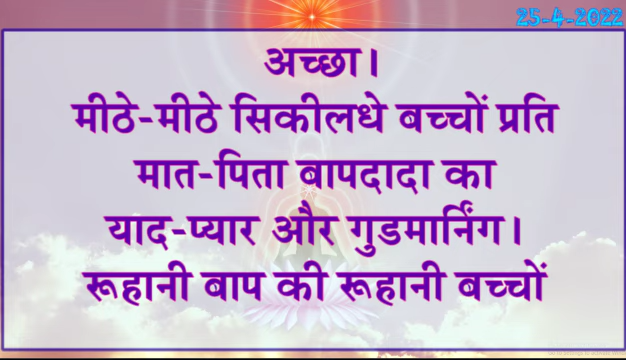 25-4-2022
अच्छा।
मीठे-मीठे सिकीलधे बच्चों प्रति
मात-पिता बापदादा का
याद-प्यार और गुडमार्निंग।
रूहानी बाप की रूहानी बच्चों